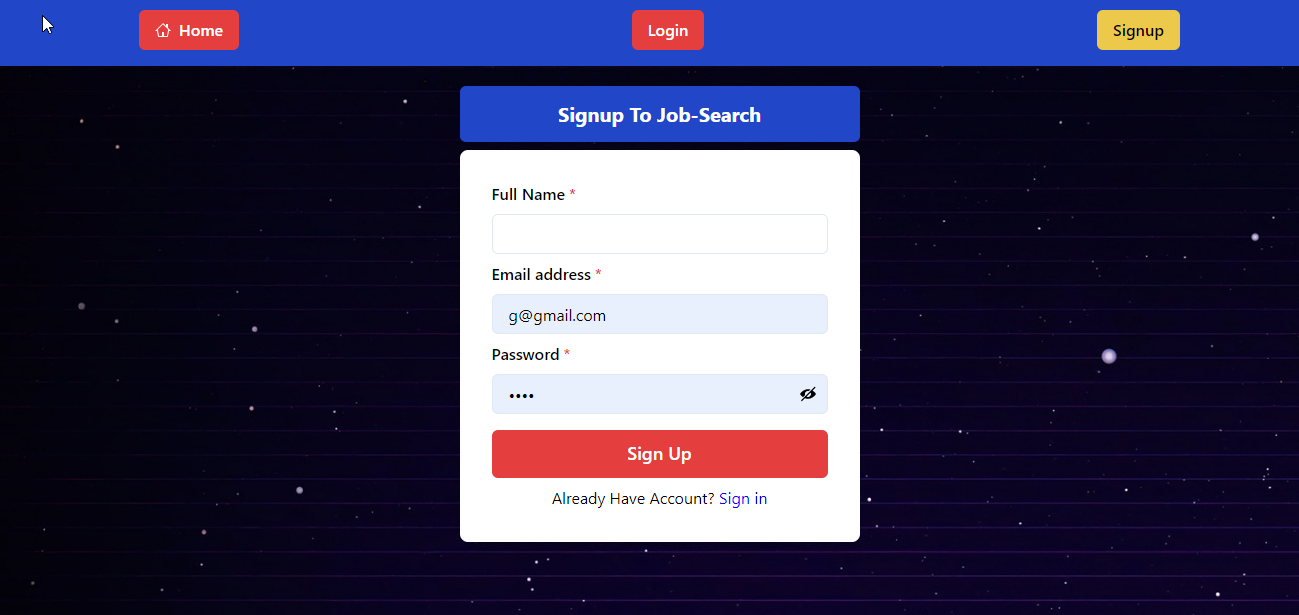 Home Login Signup
Signup To Job-Search
Full Name *
Email address *
g@gmail.com
Password *
••••
Sign Up
Already Have Account? Sign in